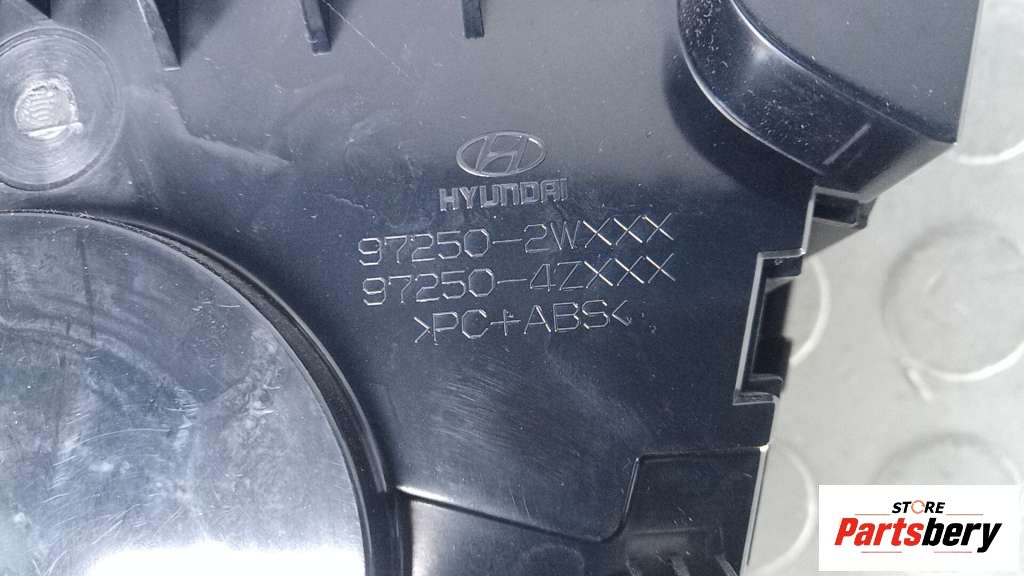 HYUNDAI
97250-2WXXX
97250-4ZXXX
>PC+ABS<
STORE
Partsbery